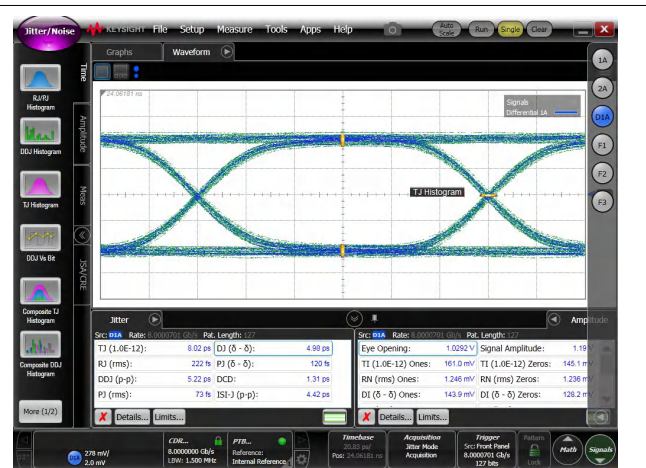 Jitter/Noise
KEYSIGHT File Setup Measure Tools Apps Help
Auto Scale
Run
Single
Clear
Graphs
Waveform
Time
Amplitude
Meas
JSA/CRE
RJ/PJ
Histogram
DDJ Histogram
TJ Histogram
DDJ Vs Bit
Composite TJ
Histogram
Composite DDJ
Histogram
More (1/2)
24.06181 ns
Signals
Differential 1A
TJ Histogram
1A
2A
D1A
F1
F2
F3
Jitter
Src: D1A Rate: 8.0000701 Gb/s Pat. Length: 127
TJ (1.0E-12): 8.02 ps DJ (δ - δ): 4.98 ps
RJ (rms): 222 fs PJ (δ - δ): 120 fs
DDJ (p-p): 5.22 ps DCD: 1.31 ps
PJ (rms): 73 fs ISI-J (p-p): 4.42 ps
Details... Limits...
Amplitude
Src: D1A Rate: 8.0000701 Gb/s Pat. Length: 127
Eye Opening: 1.0292 V Signal Amplitude: 1.19
TI (1.0E-12) Ones: 161.0 mV TI (1.0E-12) Zeros: 145.1 m
RN (rms) Ones: 1.246 mV RN (rms) Zeros: 1.236 m
DI (δ - δ) Ones: 143.9 mV DI (δ - δ) Zeros: 128.2 m
Details... Limits...
D1A
278 mV/
2.0 mV
CDR...
8.0000000 Gb/s
LBW: 1.500 MHz
PTB...
Reference:
Internal Reference
Timebase
20.83 ps/
Pos: 24.06181 ns
Acquisition
Jitter Mode
Acquisition
Trigger
Src: Front Panel
8.0000701 Gb/s
127 bits
Pattern
Lock
Math
Signals